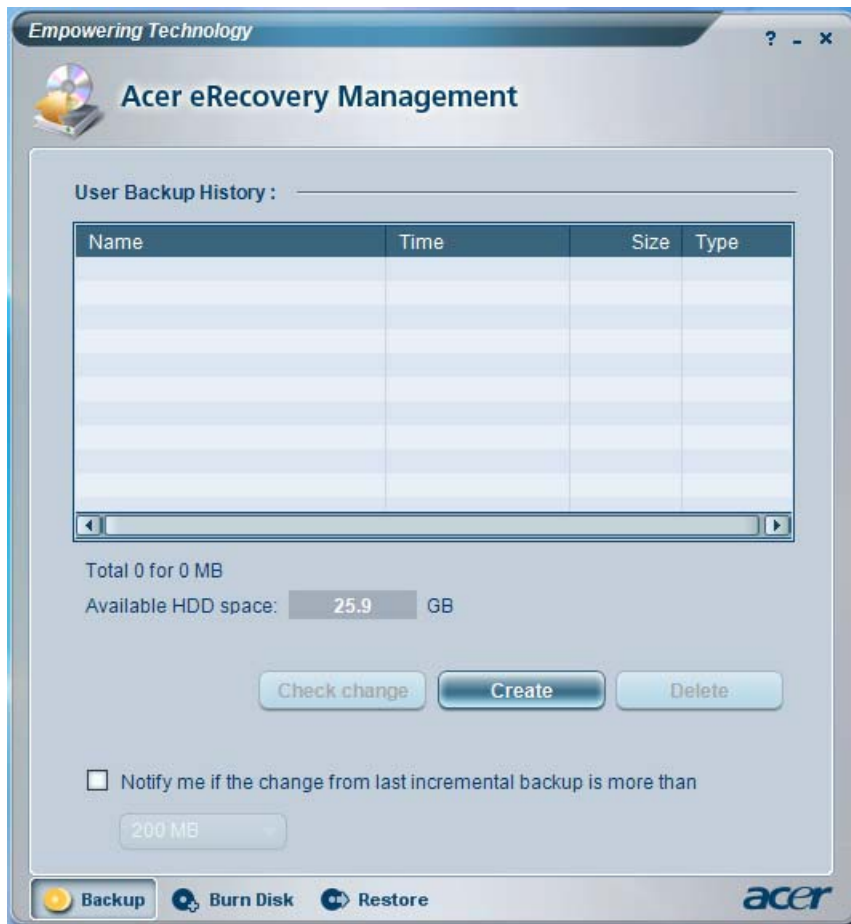 Empowering Technology
? - x
Acer eRecovery Management
User Backup History :
Name Time Size Type
Total 0 for 0 MB
Available HDD space: 25.9 GB
Check change Create Delete
Notify me if the change from last incremental backup is more than
200 MB
Backup Burn Disk Restore acer